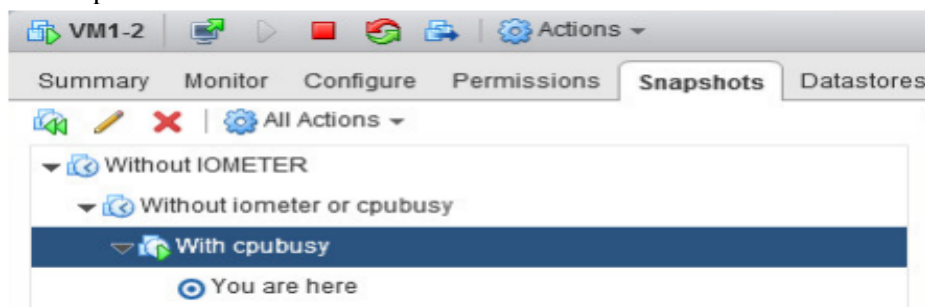 VM1-2 Actions
Summary Monitor Configure Permissions Snapshots Datastores
All Actions
Without IOMETER
Without iometer or cpubusy
With cpubusy
You are here